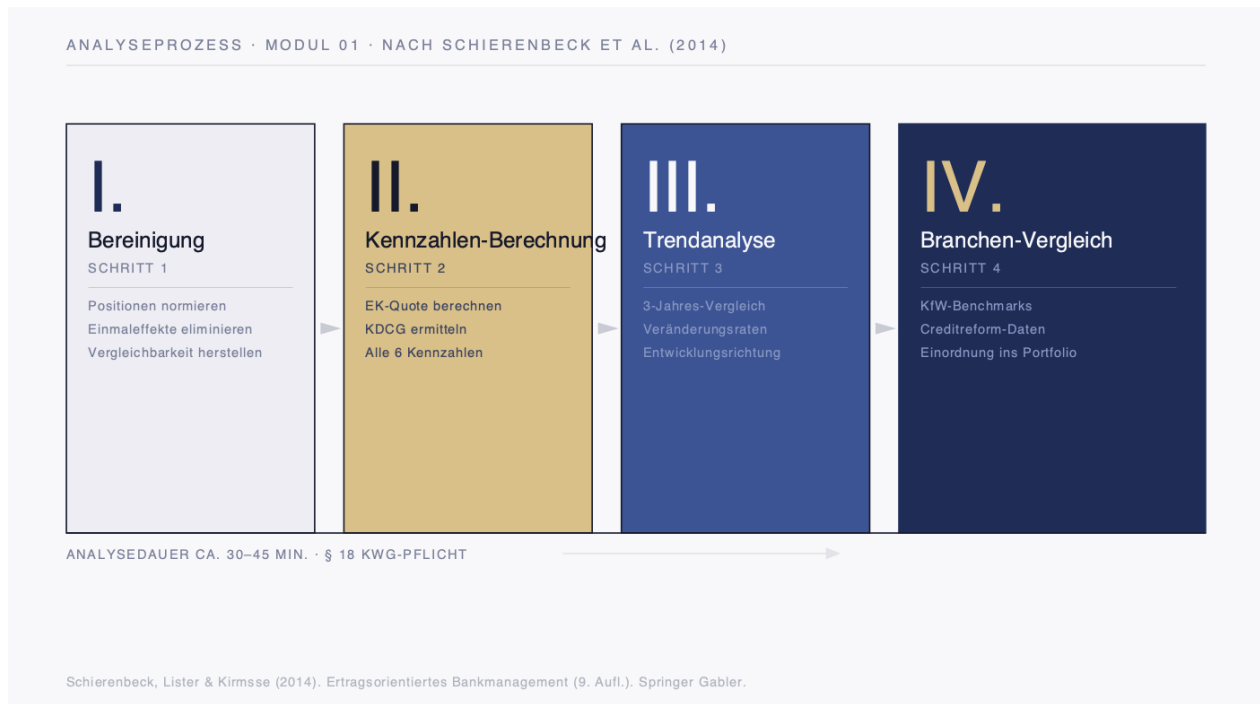 ANALYSEPROZESS · MODUL 01 · NACH SCHIERENBECK ET AL. (2014)
I.
Bereinigung
SCHRITT 1
Positionen normieren
Einmaleffekte eliminieren
Vergleichbarkeit herstellen
II.
Kennzahlen-Berechnung
SCHRITT 2
EK-Quote berechnen
KDCG ermitteln
Alle 6 Kennzahlen
III.
Trendanalyse
SCHRITT 3
3-Jahres-Vergleich
Veränderungsraten
Entwicklungsrichtung
IV.
Branchen-Vergleich
SCHRITT 4
KfW-Benchmarks
Creditreform-Daten
Einordnung ins Portfolio
ANALYSEDAUER CA. 30–45 MIN. · § 18 KWG-PFLICHT
Schierenbeck, Lister & Kirmsse (2014). Ertragsorientiertes Bankmanagement (9. Aufl.). Springer Gabler.